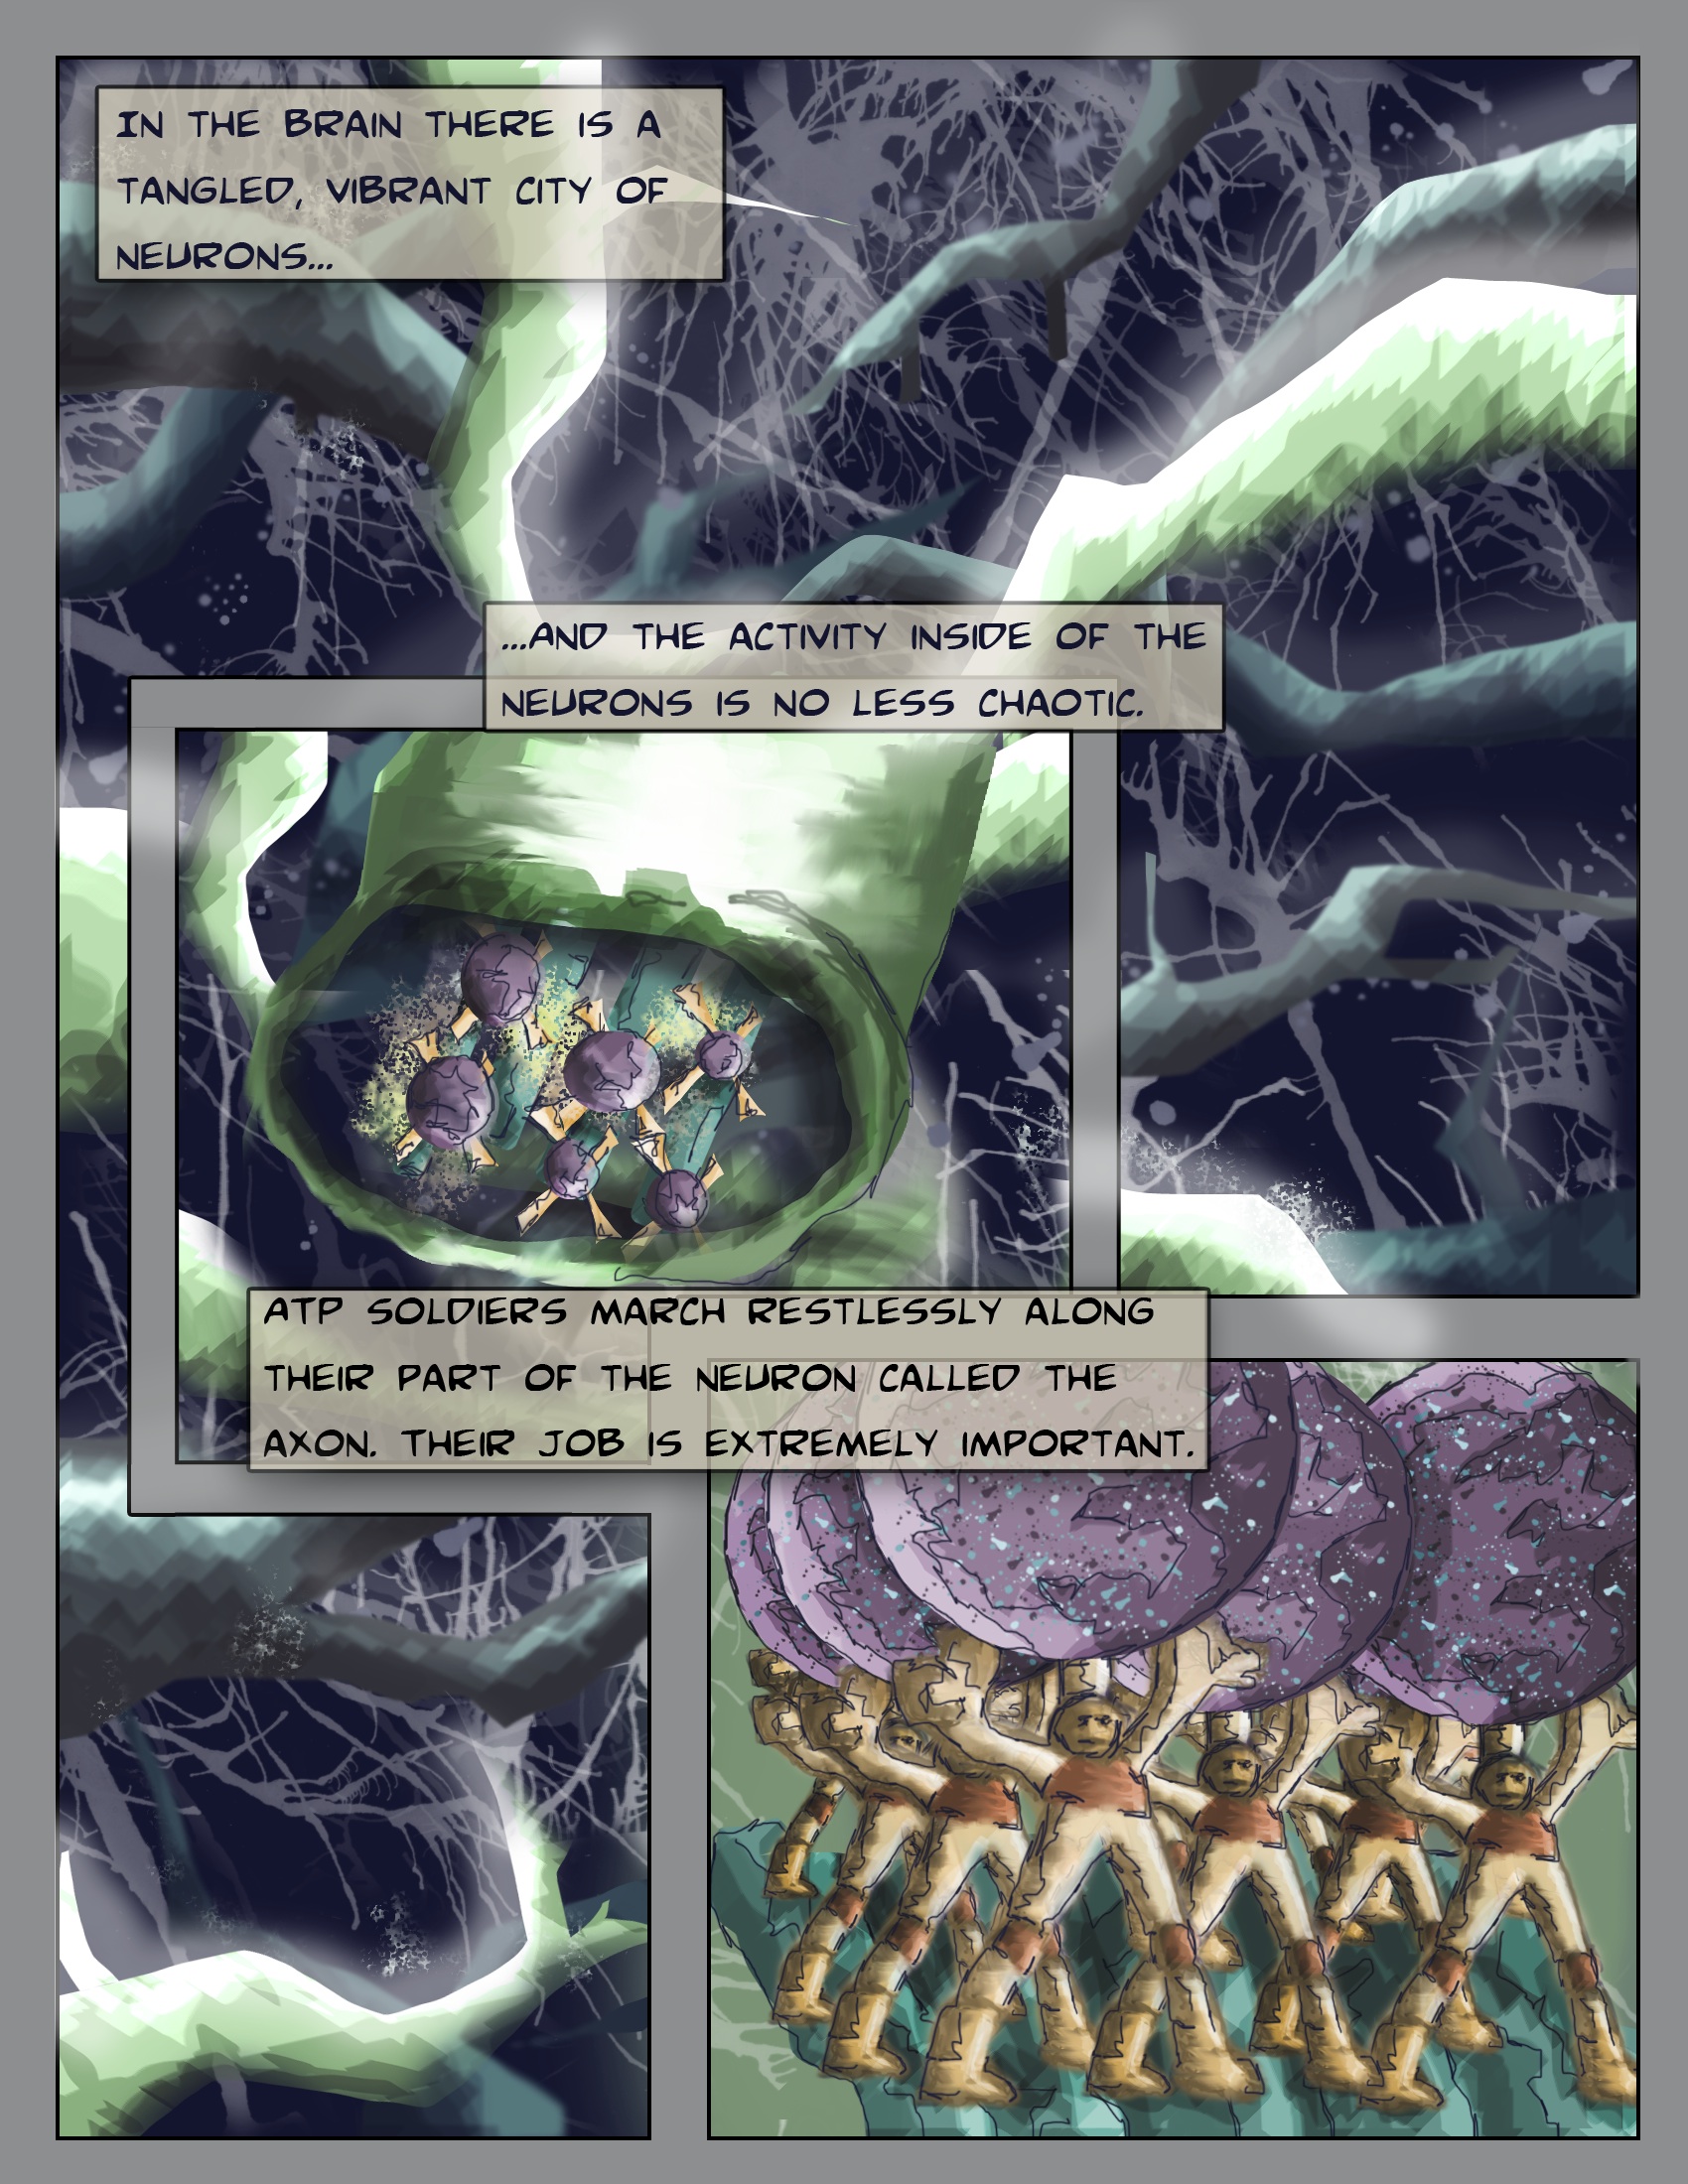 IN THE BRAIN THERE IS A
TANGLED, VIBRANT CITY OF
NEURONS...
...AND THE ACTIVITY INSIDE OF THE
NEURONS IS NO LESS CHAOTIC.
ATP SOLDIERS MARCH RESTLESSLY ALONG
THEIR PART OF THE NEURON CALLED THE
AXON. THEIR JOB IS EXTREMELY IMPORTANT.